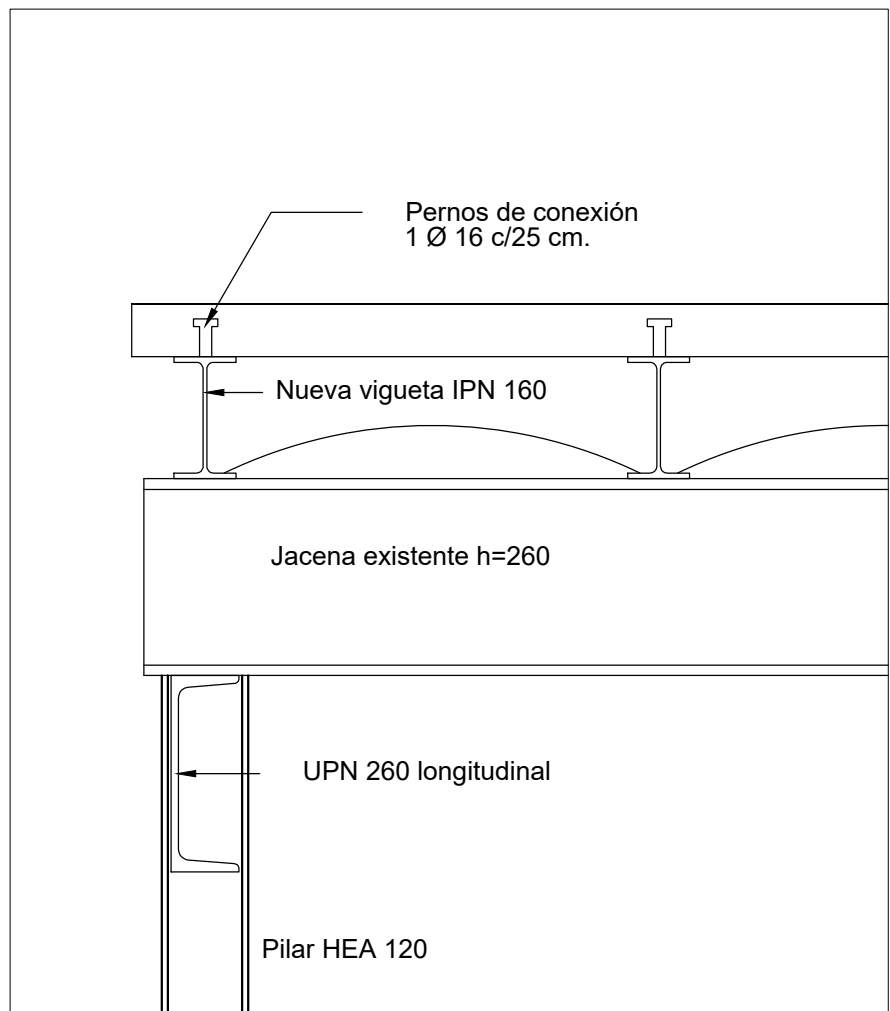 Pernos de conexión
1 Ø 16 c/25 cm.
Nueva vigueta IPN 160
Jacena existente h=260
UPN 260 longitudinal
Pilar HEA 120